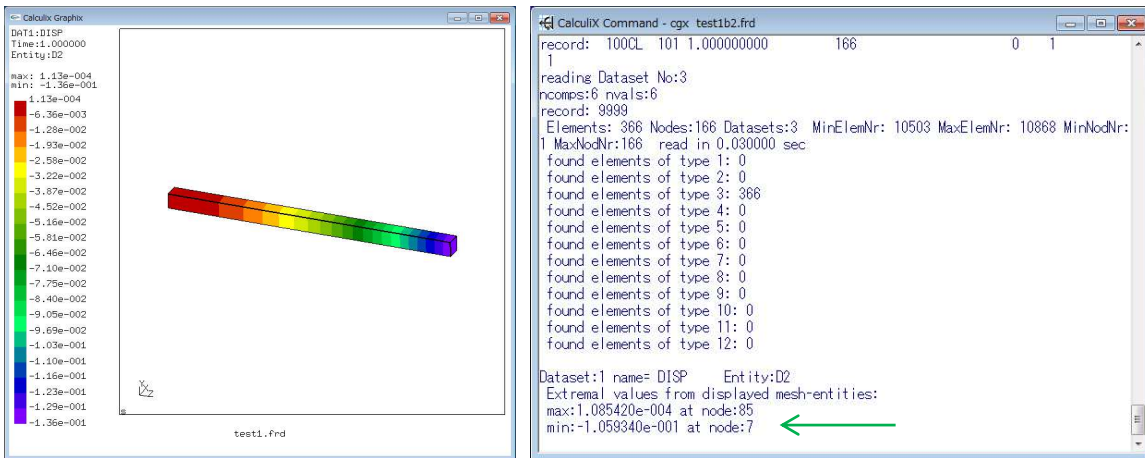 Calculix Graphix
DAT1:DISP
Time:1.000000
Entity:D2
max: 1.13e-004
min: -1.36e-001
1.13e-004
-6.36e-003
-1.28e-002
-1.93e-002
-2.58e-002
-3.22e-002
-3.87e-002
-4.52e-002
-5.16e-002
-5.81e-002
-6.46e-002
-7.10e-002
-7.75e-002
-8.40e-002
-9.05e-002
-9.69e-002
-1.03e-001
-1.10e-001
-1.16e-001
-1.23e-001
-1.29e-001
-1.36e-001
Y
X
Z
s
test1.frd
CalculiX Command - cgx test1b2.frd
record: 100CL 101 1.000000000 166 0 1
1
reading Dataset No:3
ncomps:6 nvals:6
record: 9999
Elements: 366 Nodes:166 Datasets:3 MinElemNr: 10503 MaxElemNr: 10868 MinNodNr:
1 MaxNodNr:166 read in 0.030000 sec
found elements of type 1: 0
found elements of type 2: 0
found elements of type 3: 366
found elements of type 4: 0
found elements of type 5: 0
found elements of type 6: 0
found elements of type 7: 0
found elements of type 8: 0
found elements of type 9: 0
found elements of type 10: 0
found elements of type 11: 0
found elements of type 12: 0
Dataset:1 name= DISP Entity:D2
Extremal values from displayed mesh-entities:
max:1.085420e-004 at node:85
min:-1.059340e-001 at node:7